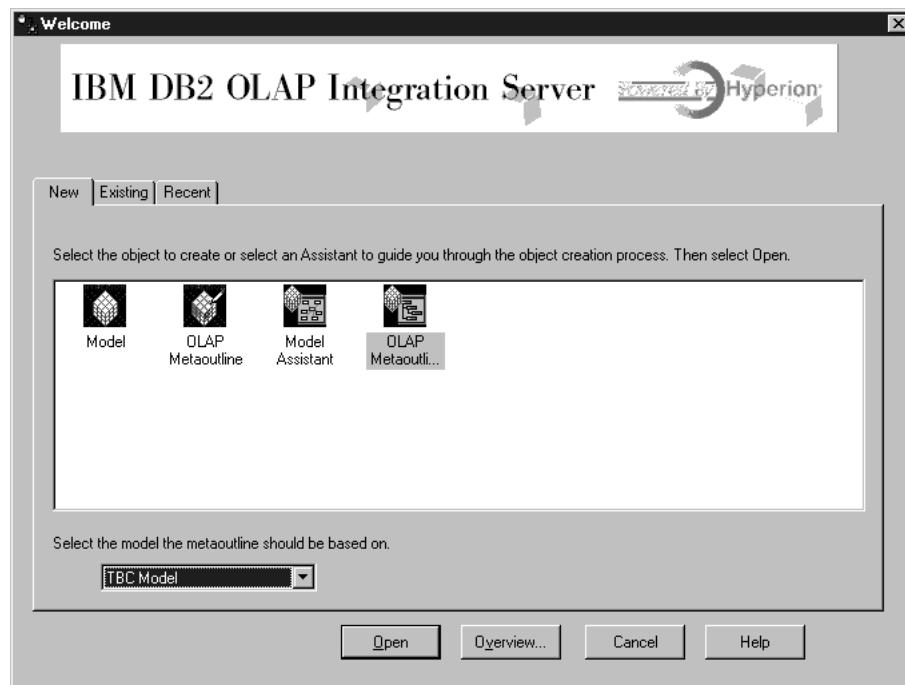 Welcome
IBM DB2 OLAP Integration Server
POWERED BY Hyperion
New Existing Recent
Select the object to create or select an Assistant to guide you through the object creation process. Then select Open.
Model
OLAP
Metaoutline
Model
Assistant
OLAP
Metaoutli...
Select the model the metaoutline should be based on.
TBC Model
Open Overview... Cancel Help